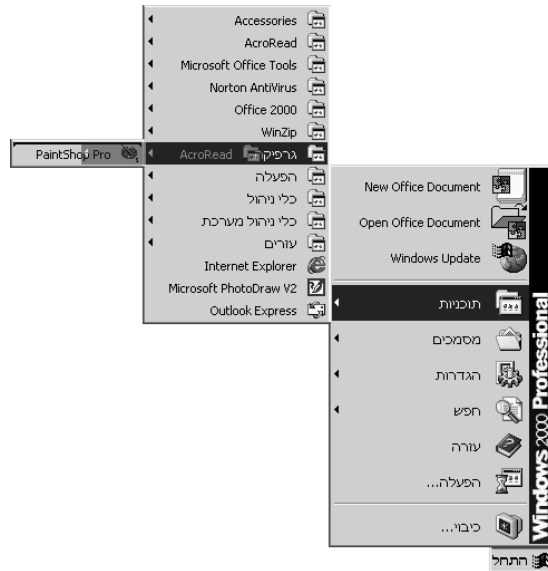 Accessories
AcroRead
Microsoft Office Tools
Norton AntiVirus
Office 2000
WinZip
גרפיקה AcroRead
PaintShop Pro
הפעלה
כלי ניהול
כלי ניהול מערכת
עזרים
Internet Explorer
Microsoft PhotoDraw V2
Outlook Express
New Office Document
Open Office Document
Windows Update
תוכניות
מסמכים
הגדרות
חפש
עזרה
הפעלה...
כיבוי...
Windows 2000 Professional
התחל